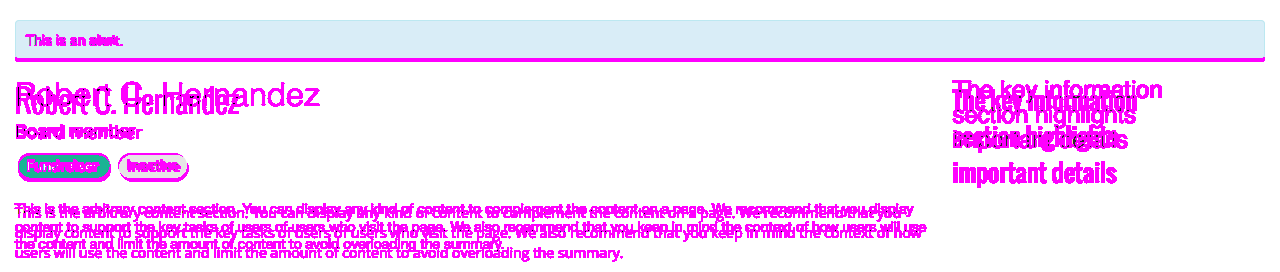 This is an alert.
Robert C. Hernandez
Board member
Fundraiser Inactive
The key information
section highlights
important details
This is the arbitrary content section. You can display any kind of content to complement the content on a page. We recommend that you
display content to support the key tasks of users of users who visit the page. We also recommend that you keep in mind the context of how
users will use the content and limit the amount of content to avoid overloading the summary.